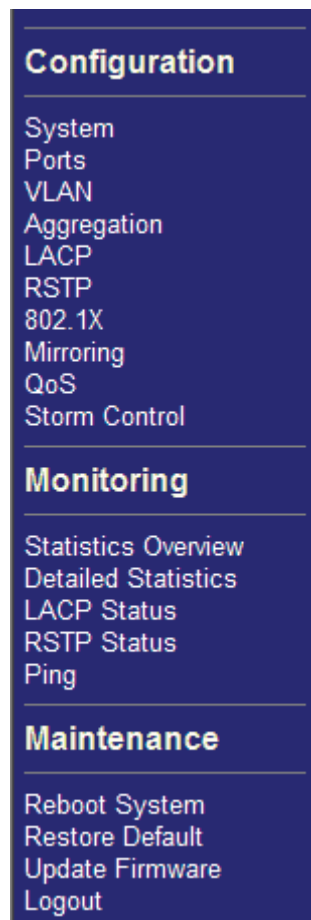 Configuration
System
Ports
VLAN
Aggregation
LACP
RSTP
802.1X
Mirroring
QoS
Storm Control
Monitoring
Statistics Overview
Detailed Statistics
LACP Status
RSTP Status
Ping
Maintenance
Reboot System
Restore Default
Update Firmware
Logout